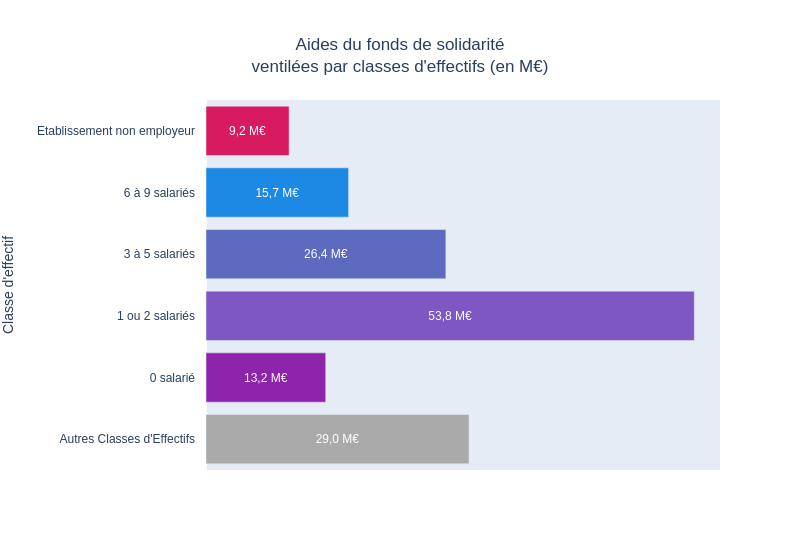 Aides du fonds de solidarité
ventilées par classes d'effectifs (en M€)
Classe d'effectif
Etablissement non employeur
9,2 M€
6 à 9 salariés
15,7 M€
3 à 5 salariés
26,4 M€
1 ou 2 salariés
53,8 M€
0 salarié
13,2 M€
Autres Classes d'Effectifs
29,0 M€